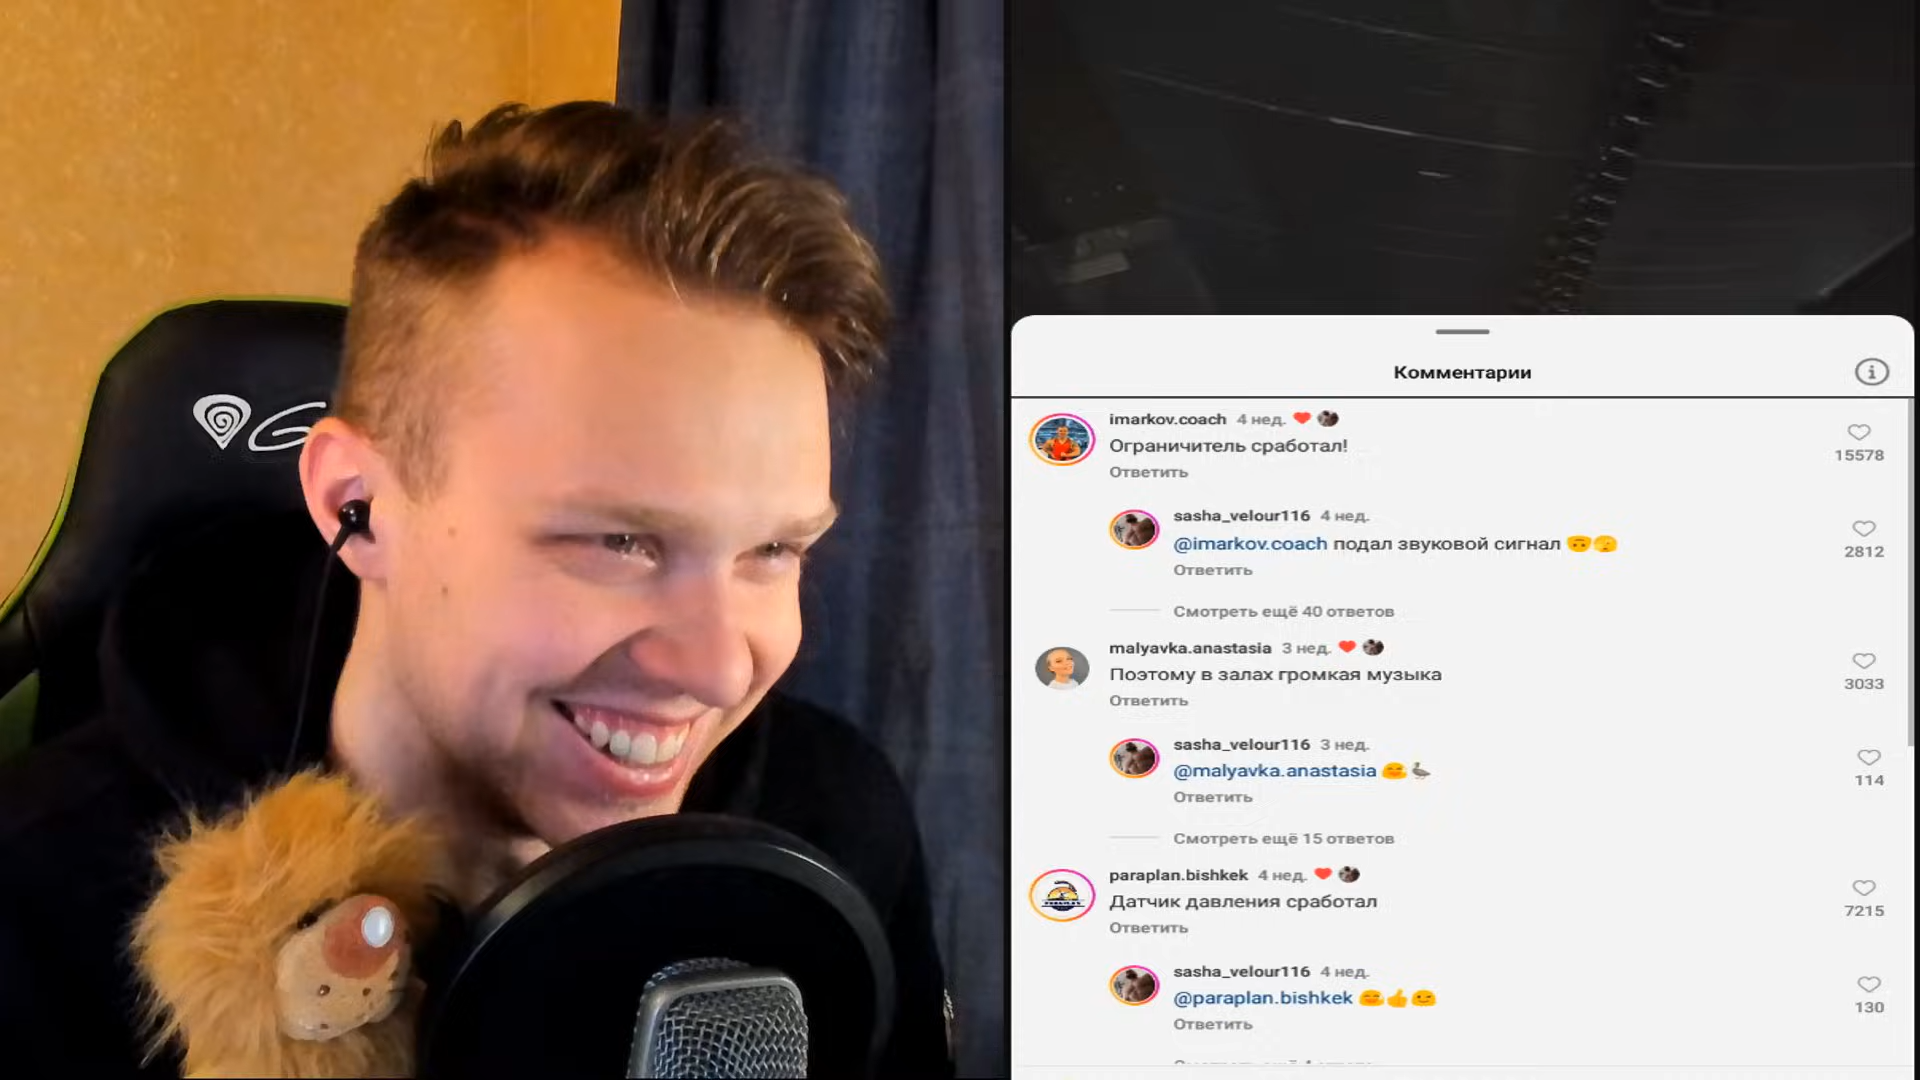 G
Комментарии
imarkov.coach 4 нед.
Ограничитель сработал!
15578
Ответить
sasha_velour116 4 нед.
@imarkov.coach подал звуковой сигнал 🙃🫣
2812
Ответить
Смотреть ещё 40 ответов
malyavka.anastasia 3 нед.
Поэтому в залах громкая музыка
3033
Ответить
sasha_velour116 3 нед.
@malyavka.anastasia
114
Ответить
Смотреть ещё 15 ответов
paraplan.bishkek 4 нед.
Датчик давления сработал
7215
Ответить
sasha_velour116 4 нед.
@paraplan.bishkek
130
Ответить